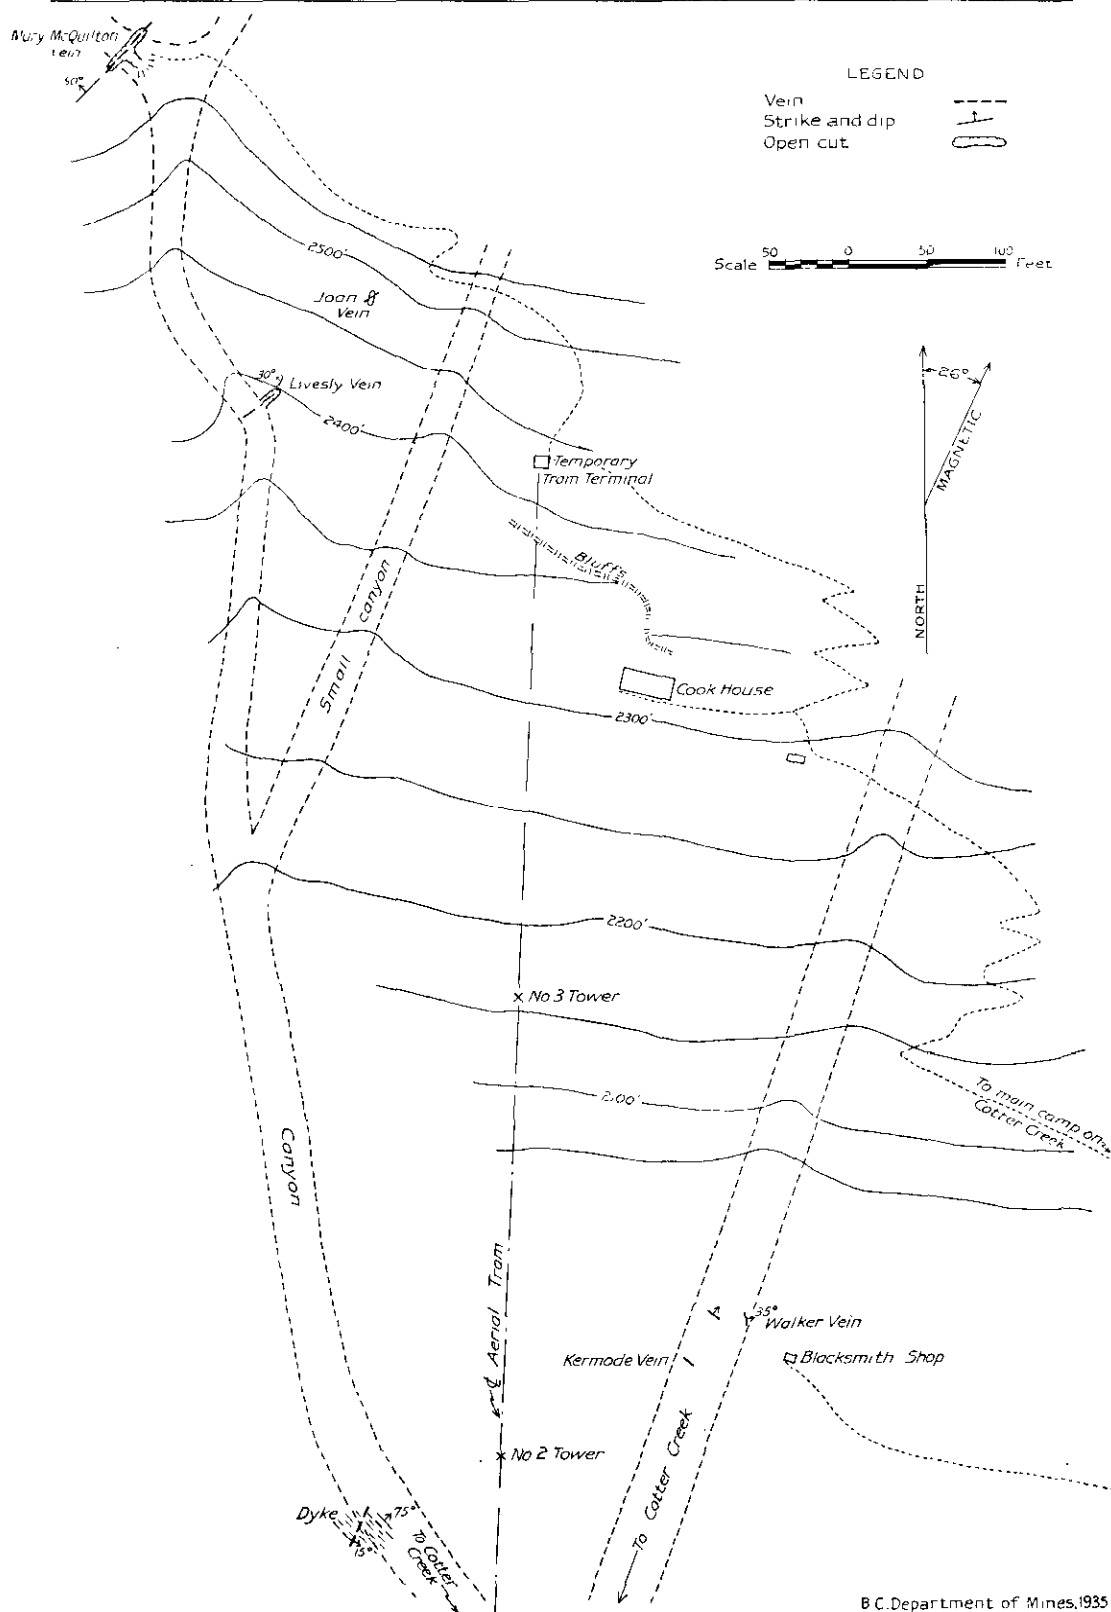 Mary McQuilton
Vein
50°
LEGEND
Vein
Strike and dip
Open cut
50 0 50 100
Scale Feet
2500'
Joan
Vein
30°
Livesly Vein
2400'
26°
MAGNETIC
NORTH
Temporary
Tram Terminal
Bluffs
Small canyon
Cook House
2300'
2200'
No 3 Tower
To main camp on
Cotter Creek
2100'
Canyon
℄ Aerial Tram
35°
Walker Vein
Kermode Vein
Blacksmith Shop
To Cotter Creek
No 2 Tower
Dyke
75°
75°
To Cotter
Creek
B C. Department of Mines, 1935